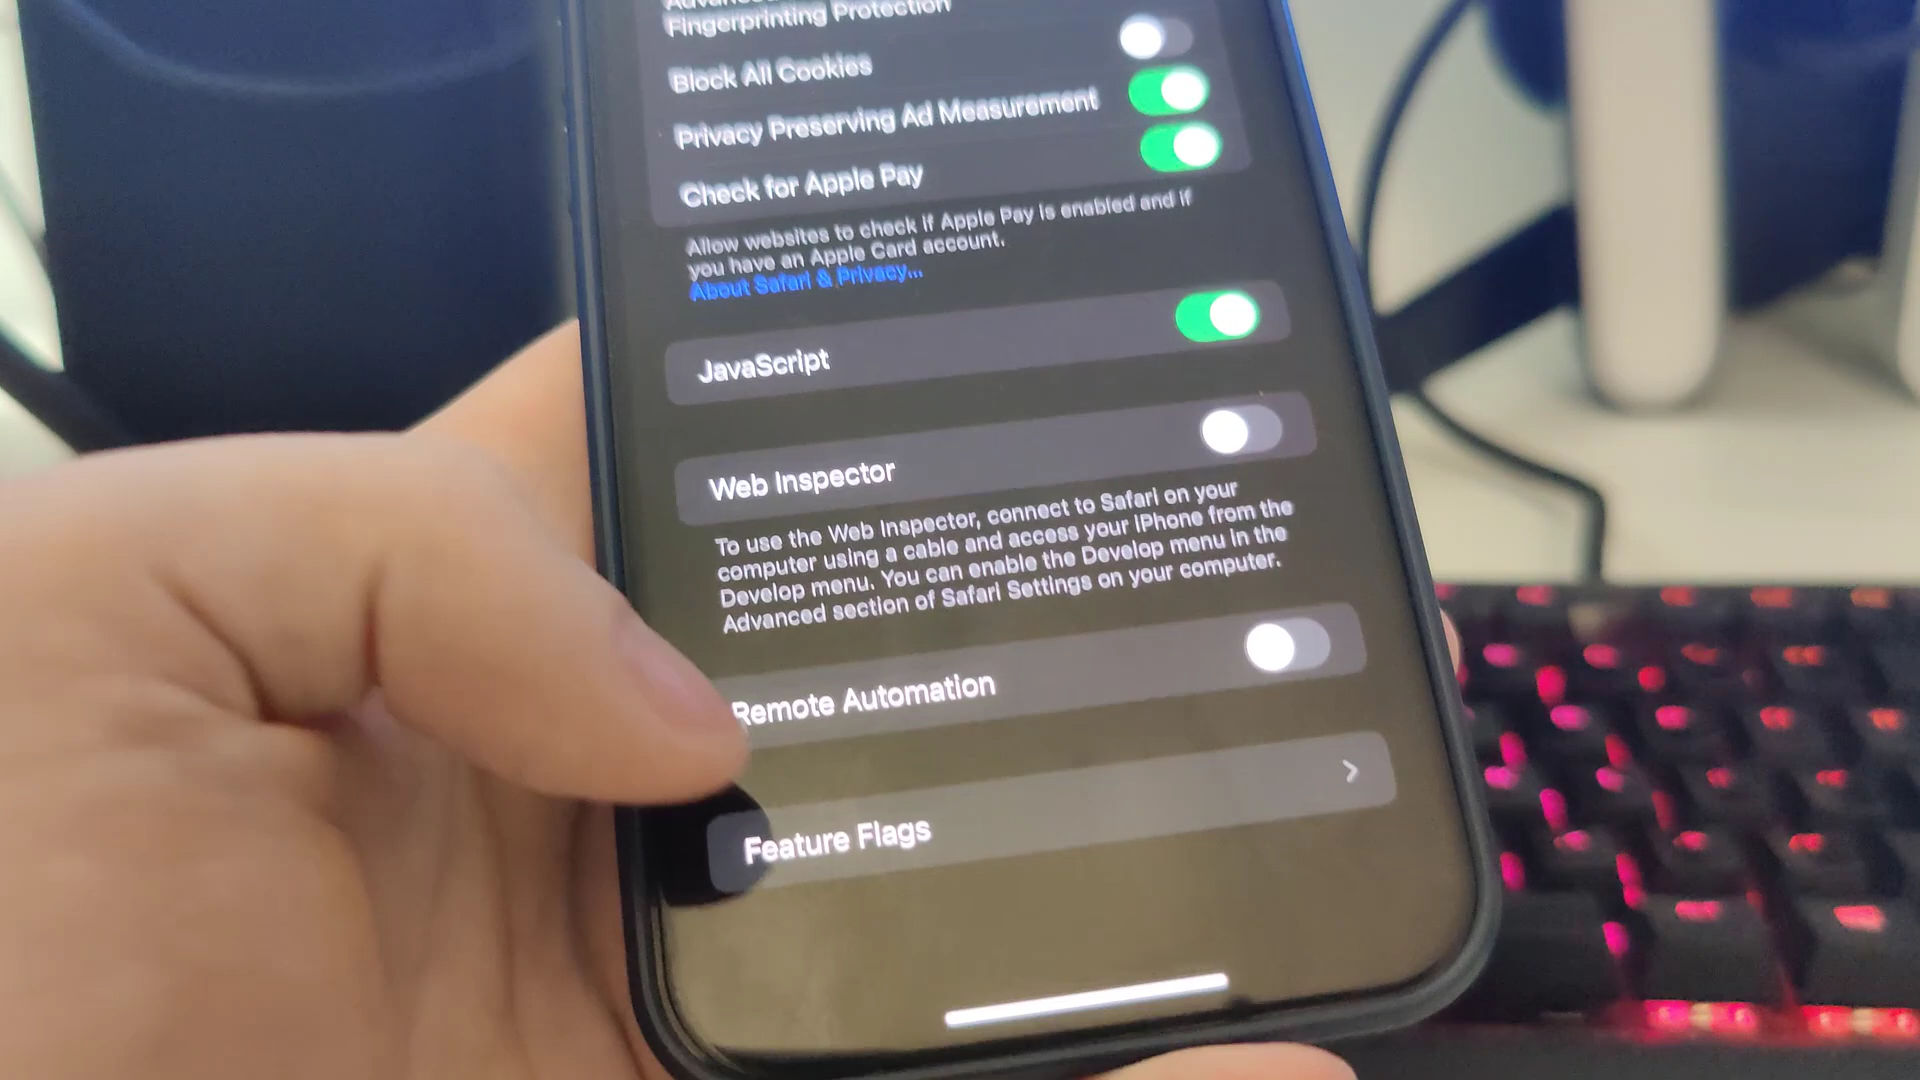 Advanced
Fingerprinting Protection
Block All Cookies
Privacy Preserving Ad Measurement
Check for Apple Pay
Allow websites to check if Apple Pay is enabled and if
you have an Apple Card account.
About Safari & Privacy...
JavaScript
Web Inspector
To use the Web Inspector, connect to Safari on your
computer using a cable and access your iPhone from the
Develop menu. You can enable the Develop menu in the
Advanced section of Safari Settings on your computer.
Remote Automation
Feature Flags